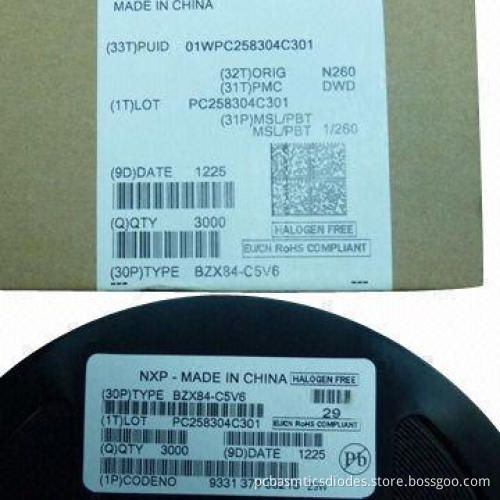 MADE IN CHINA
(33T)PUID 01WPC258304C301
(32T)ORIG N260
(31T)PMC DWD
(1T)LOT PC258304C301
(31P)MSL/PBT
MSL/PBT 1/260
(9D)DATE 1225
(Q)QTY 3000
HALOGEN FREE
EU/CN RoHS COMPLIANT
(30P)TYPE BZX84-C5V6
NXP - MADE IN CHINA HALOGEN FREE
(30P)TYPE BZX84-C5V6
29
(1T)LOT PC258304C301
EU/CN RoHS COMPLIANT
(Q)QTY 3000 (9D)DATE 1225
Pb
(1P)CODENO 9331
pcbasmticsdiodes.store.bossgoo.com